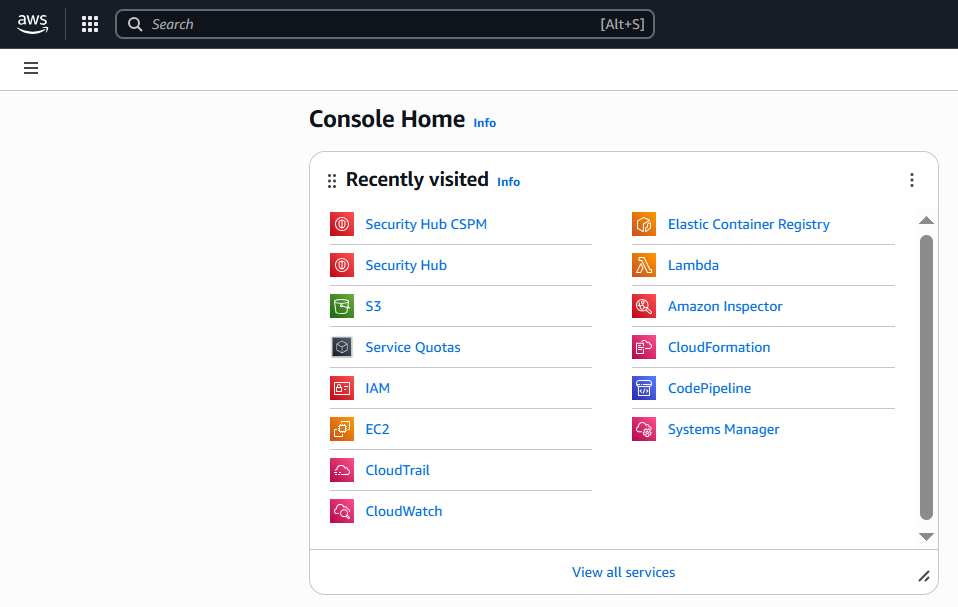 aws
Search [Alt+S]
Console Home Info
Recently visited Info
Security Hub CSPM
Security Hub
S3
Service Quotas
IAM
EC2
CloudTrail
CloudWatch
Elastic Container Registry
Lambda
Amazon Inspector
CloudFormation
CodePipeline
Systems Manager
View all services